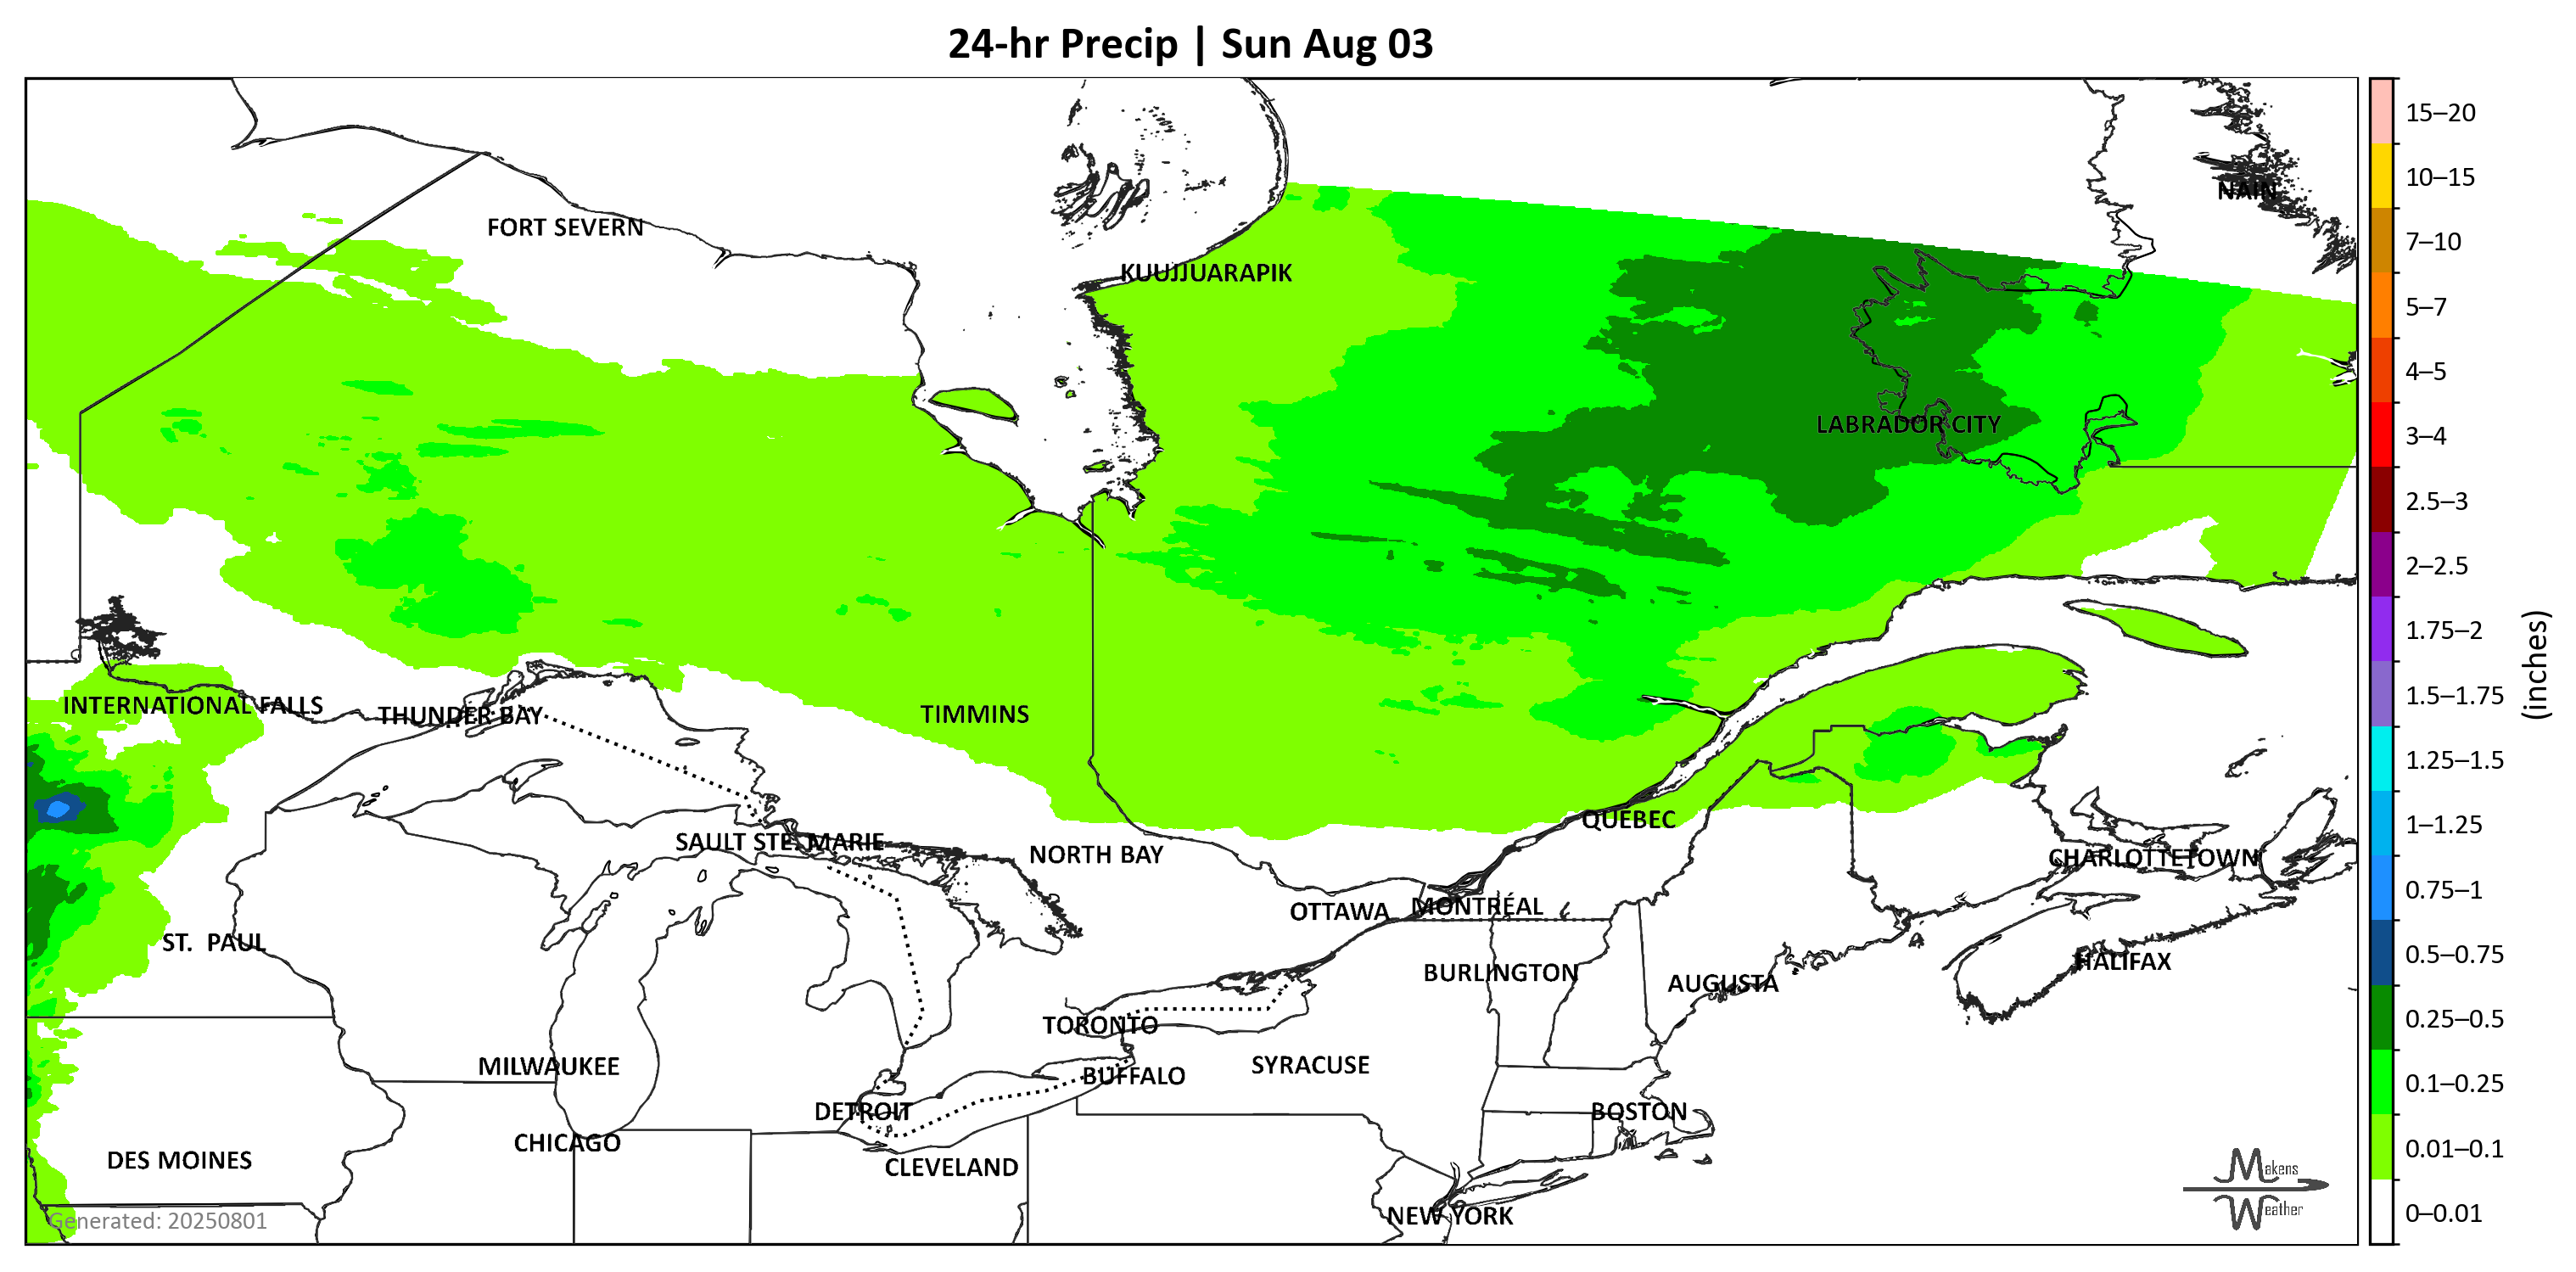 24-hr Precip | Sun Aug 03
NAIN
FORT SEVERN
KUUJJUARAPIK
LABRADOR CITY
INTERNATIONAL FALLS
THUNDER BAY
TIMMINS
QUÉBEC
SAULT STE. MARIE
NORTH BAY
CHARLOTTETOWN
OTTAWA
MONTRÉAL
ST. PAUL
HALIFAX
BURLINGTON
AUGUSTA
TORONTO
SYRACUSE
MILWAUKEE
BUFFALO
DETROIT
BOSTON
CHICAGO
DES MOINES
CLEVELAND
NEW YORK
Generated: 20250801
Makens
Weather
15–20
10–15
7–10
5–7
4–5
3–4
2.5–3
2–2.5
1.75–2
1.5–1.75
1.25–1.5
1–1.25
0.75–1
0.5–0.75
0.25–0.5
0.1–0.25
0.01–0.1
0–0.01
(inches)